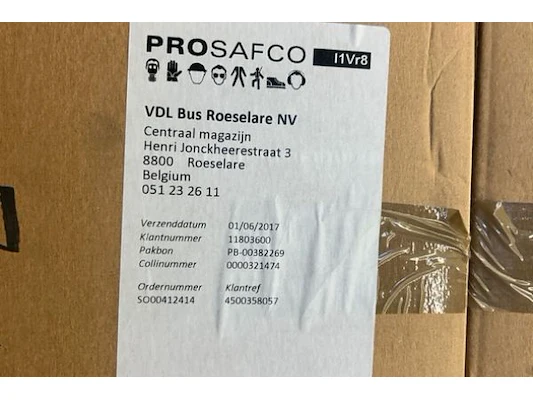 PROSAFCO I1Vr8
VDL Bus Roeselare NV
Centraal magazijn
Henri Jonckheerestraat 3
8800 Roeselare
Belgium
051 23 26 11
Verzenddatum 01/06/2017
Klantnummer 11803600
Pakbon PB-00382269
Collinummer 0000321474
Ordernummer Klantref
SO00412414 4500358057